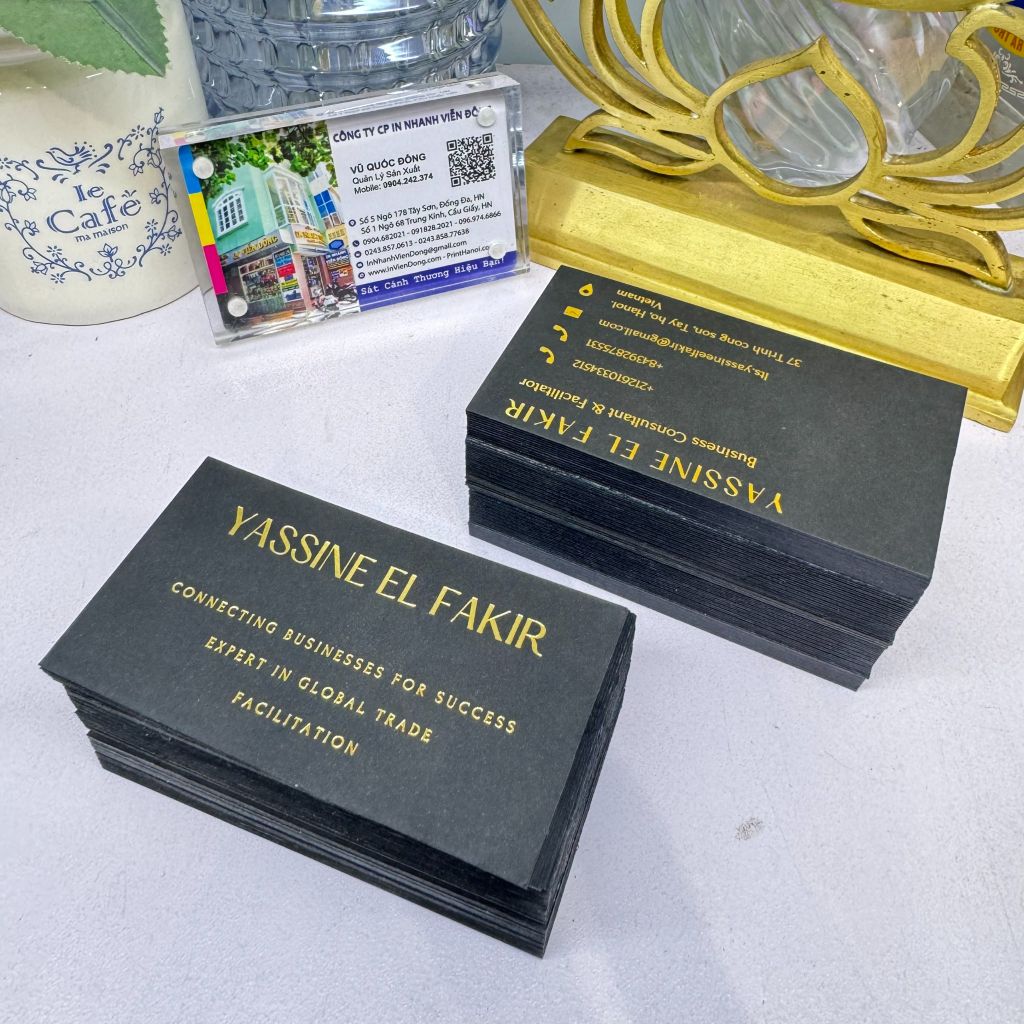 le
Café
ma maison
CÔNG TY CP IN NHANH VIỄN ĐÔ
VŨ QUỐC ĐÔNG
Quản Lý Sản Xuất
Mobile: 0904.242.374
Số 5 Ngõ 178 Tây Sơn, Đống Đa, HN
Số 1 Ngõ 68 Trung Kính, Cầu Giấy, HN
0904.682021 - 091828.2021 - 096.974.6866
0243.857.0613 - 0243.858.77638
InNhanhVienDong@gmail.com
www.InVienDong.com - PrintHanoi.co
Sát Cánh Thương Hiệu Bạn!
YASSINE EL FAKIR
Business Consultant & Facilitator
+212610334512
+84392875531
Its.yassineelfakir@gmail.com
37 Trinh cong son, Tay ho, Hanoi.
Vietnam
YASSINE EL FAKIR
CONNECTING BUSINESSES FOR SUCCESS
EXPERT IN GLOBAL TRADE
FACILITATION